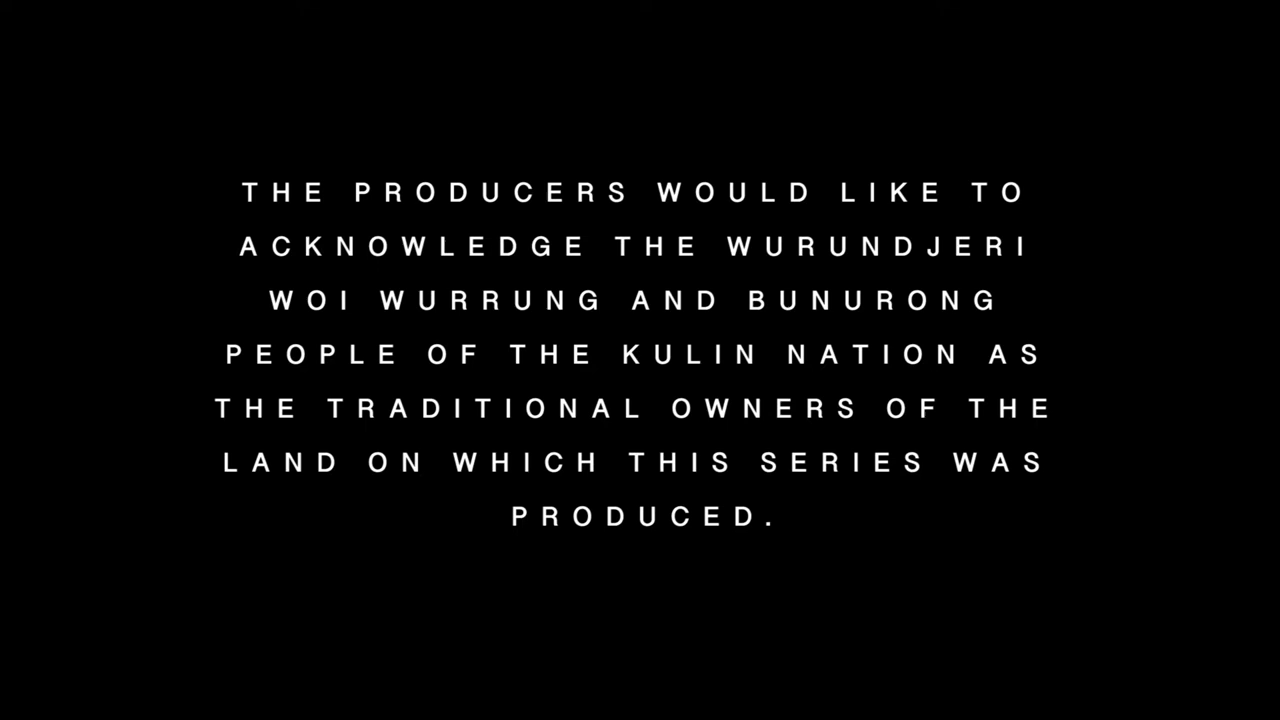 THE PRODUCERS WOULD LIKE TO
ACKNOWLEDGE THE WURUNDJERI
WOI WURRUNG AND BUNURONG
PEOPLE OF THE KULIN NATION AS
THE TRADITIONAL OWNERS OF THE
LAND ON WHICH THIS SERIES WAS
PRODUCED.